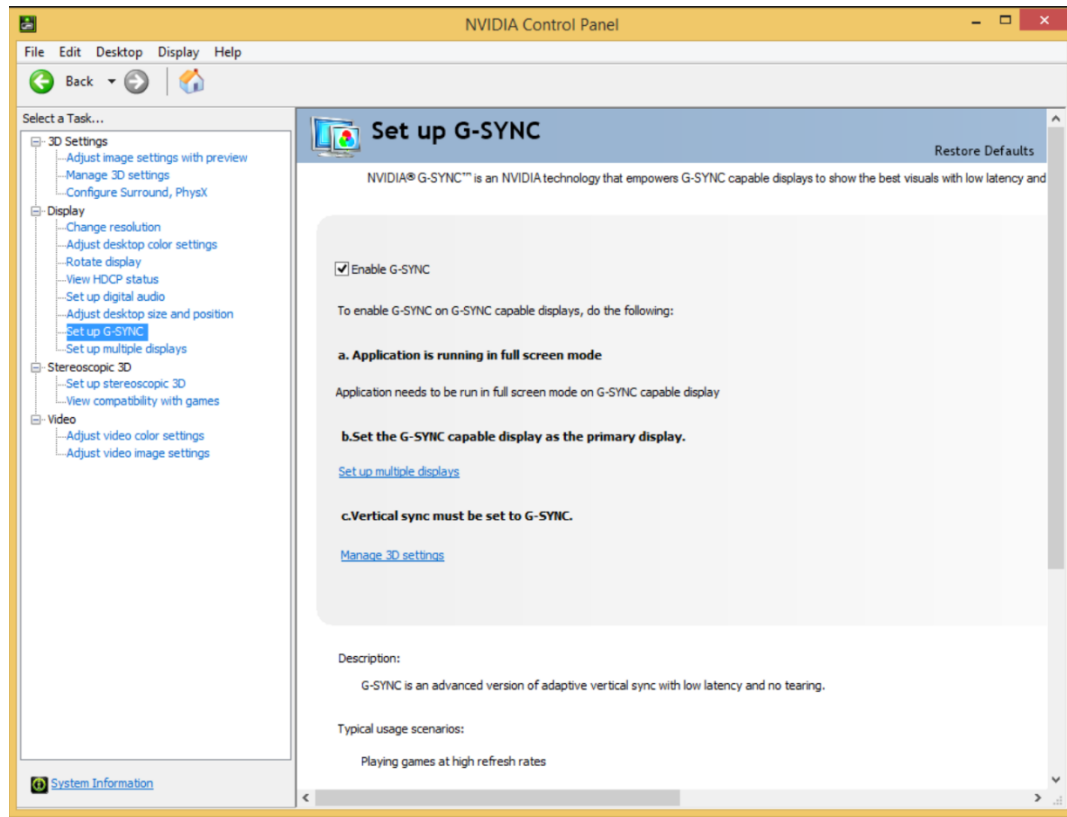 NVIDIA Control Panel
File Edit Desktop Display Help
Back
Select a Task...
3D Settings
Adjust image settings with preview
Manage 3D settings
Configure Surround, PhysX
Display
Change resolution
Adjust desktop color settings
Rotate display
View HDCP status
Set up digital audio
Adjust desktop size and position
Set up G-SYNC
Set up multiple displays
Stereoscopic 3D
Set up stereoscopic 3D
View compatibility with games
Video
Adjust video color settings
Adjust video image settings
System Information
Set up G-SYNC
Restore Defaults
NVIDIA® G-SYNC™ is an NVIDIA technology that empowers G-SYNC capable displays to show the best visuals with low latency and
Enable G-SYNC
To enable G-SYNC on G-SYNC capable displays, do the following:
a. Application is running in full screen mode
Application needs to be run in full screen mode on G-SYNC capable display
b.Set the G-SYNC capable display as the primary display.
Set up multiple displays
c.Vertical sync must be set to G-SYNC.
Manage 3D settings
Description:
G-SYNC is an advanced version of adaptive vertical sync with low latency and no tearing.
Typical usage scenarios:
Playing games at high refresh rates